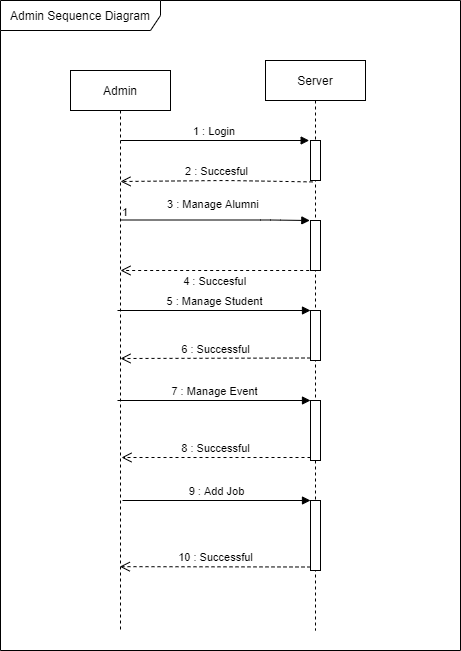 Admin Sequence Diagram
Admin
Server
1 : Login
2 : Succesful
3 : Manage Alumni
1
4 : Succesful
5 : Manage Student
6 : Successful
7 : Manage Event
8 : Successful
9 : Add Job
10 : Successful